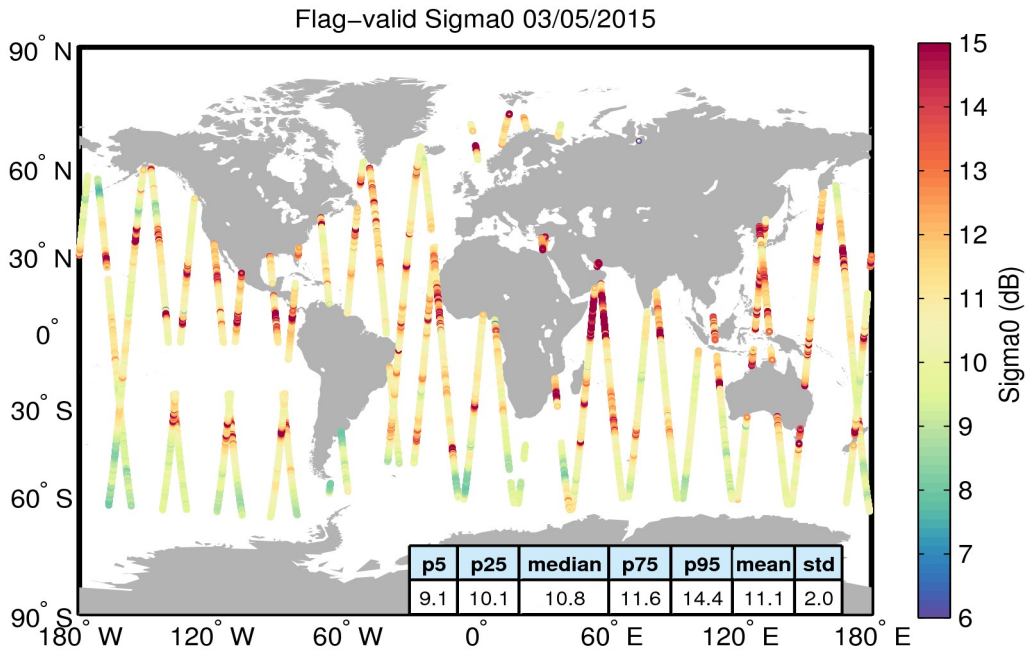 Flag−valid Sigma0 03/05/2015
90° N
60° N
30° N
0°
30° S
60° S
90° S
180° W
120° W
60° W
0°
60° E
120° E
180° E
15
14
13
12
11
10
9
8
7
6
Sigma0 (dB)
p5 p25 median p75 p95 mean std
9.1 10.1 10.8 11.6 14.4 11.1 2.0